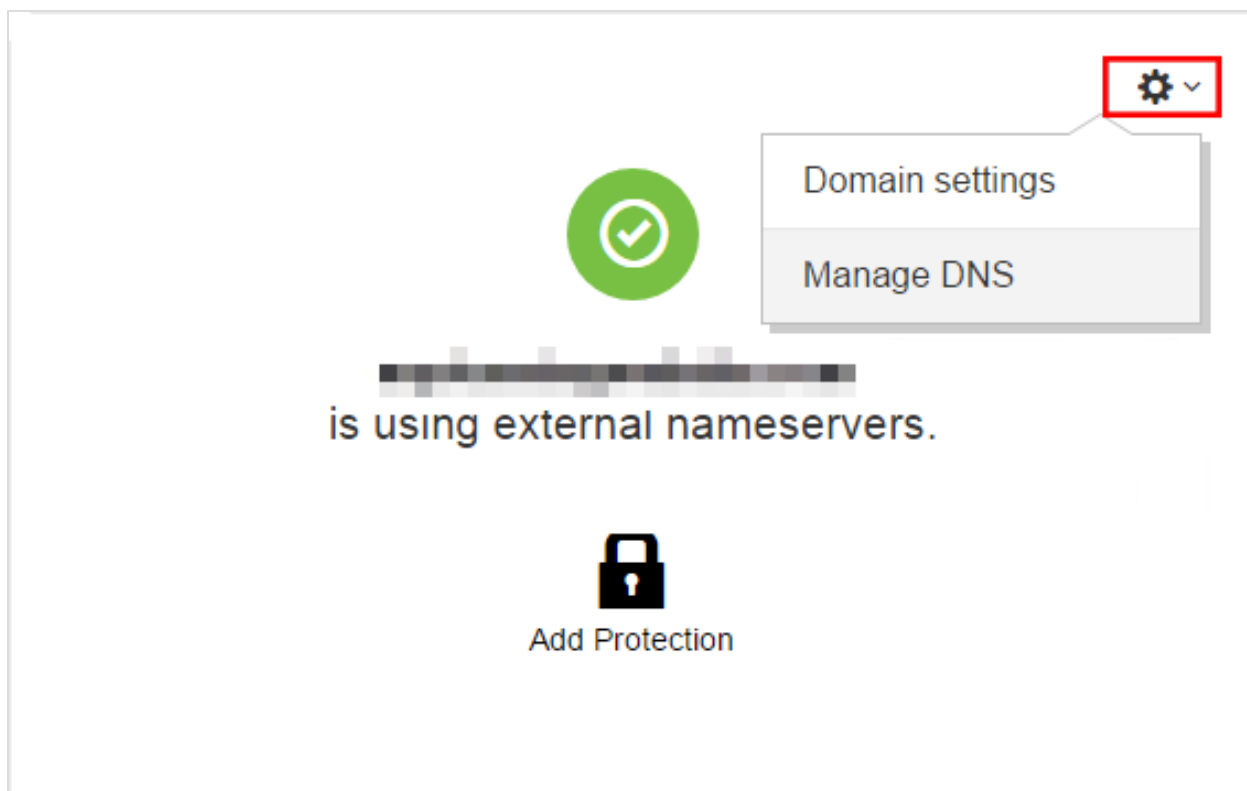 Domain settings
Manage DNS
is using external nameservers.
Add Protection